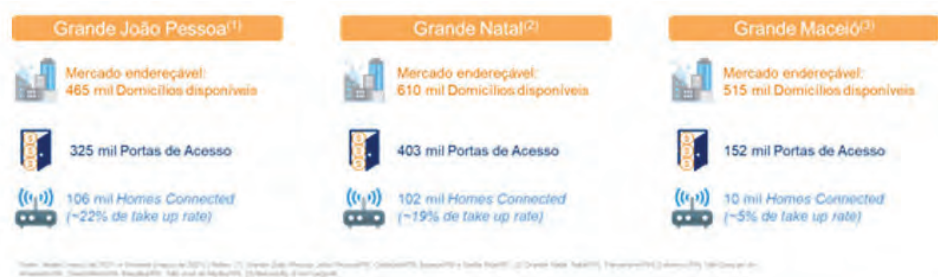 Grande João Pessoa(1)
Mercado endereçável:
465 mil Domicílios disponíveis
325 mil Portas de Acesso
106 mil Homes Connected
(~22% de take up rate)
Grande Natal(2)
Mercado endereçável:
610 mil Domicílios disponíveis
403 mil Portas de Acesso
102 mil Homes Connected
(~19% de take up rate)
Grande Maceió(3)
Mercado endereçável:
515 mil Domicílios disponíveis
152 mil Portas de Acesso
10 mil Homes Connected
(~5% de take up rate)